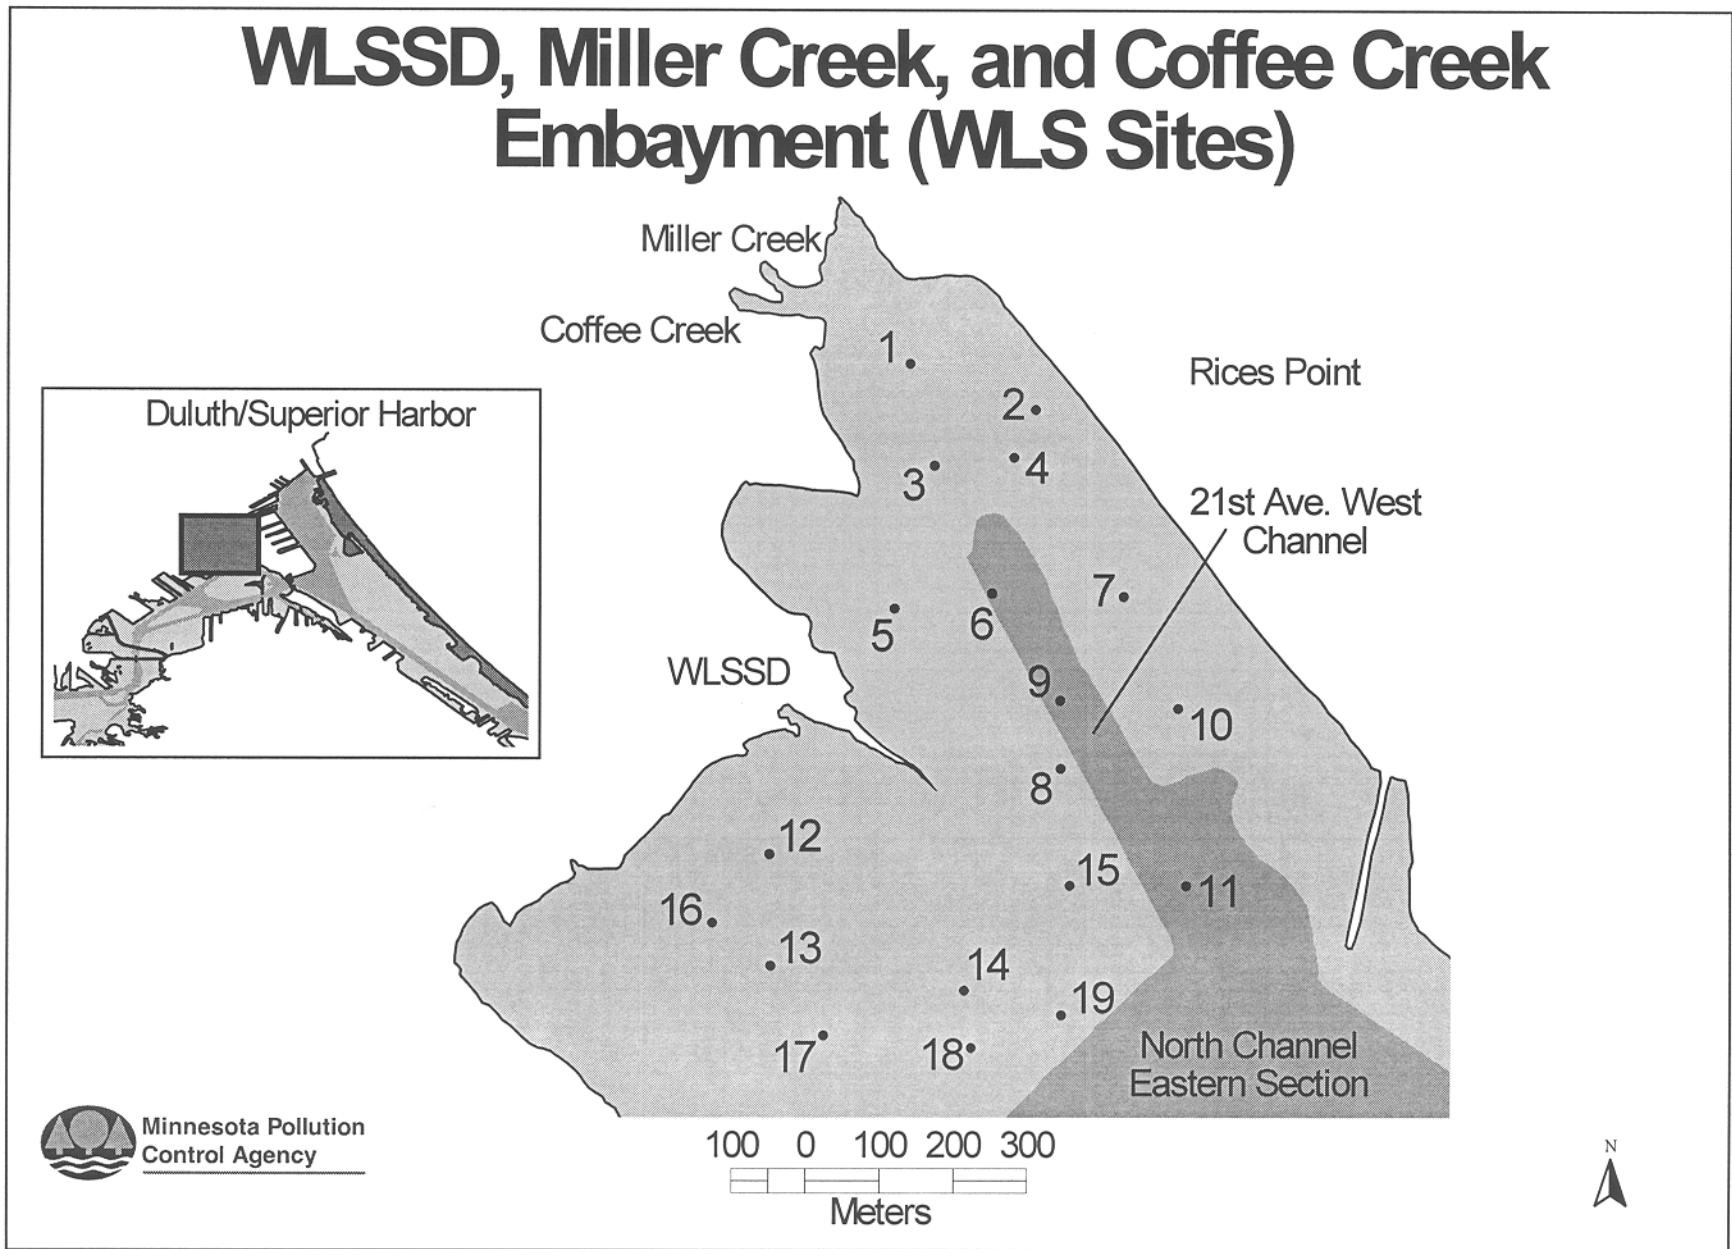 WLSSD, Miller Creek, and Coffee Creek
Embayment (WLS Sites)
Miller Creek
Coffee Creek
1
Rices Point
2
Duluth/Superior Harbor
3
4
21st Ave. West
Channel
7
5
6
WLSSD
9
10
8
12
15
11
16
13
14
19
17
18
North Channel
Eastern Section
Minnesota Pollution
Control Agency
100 0 100 200 300
Meters
N